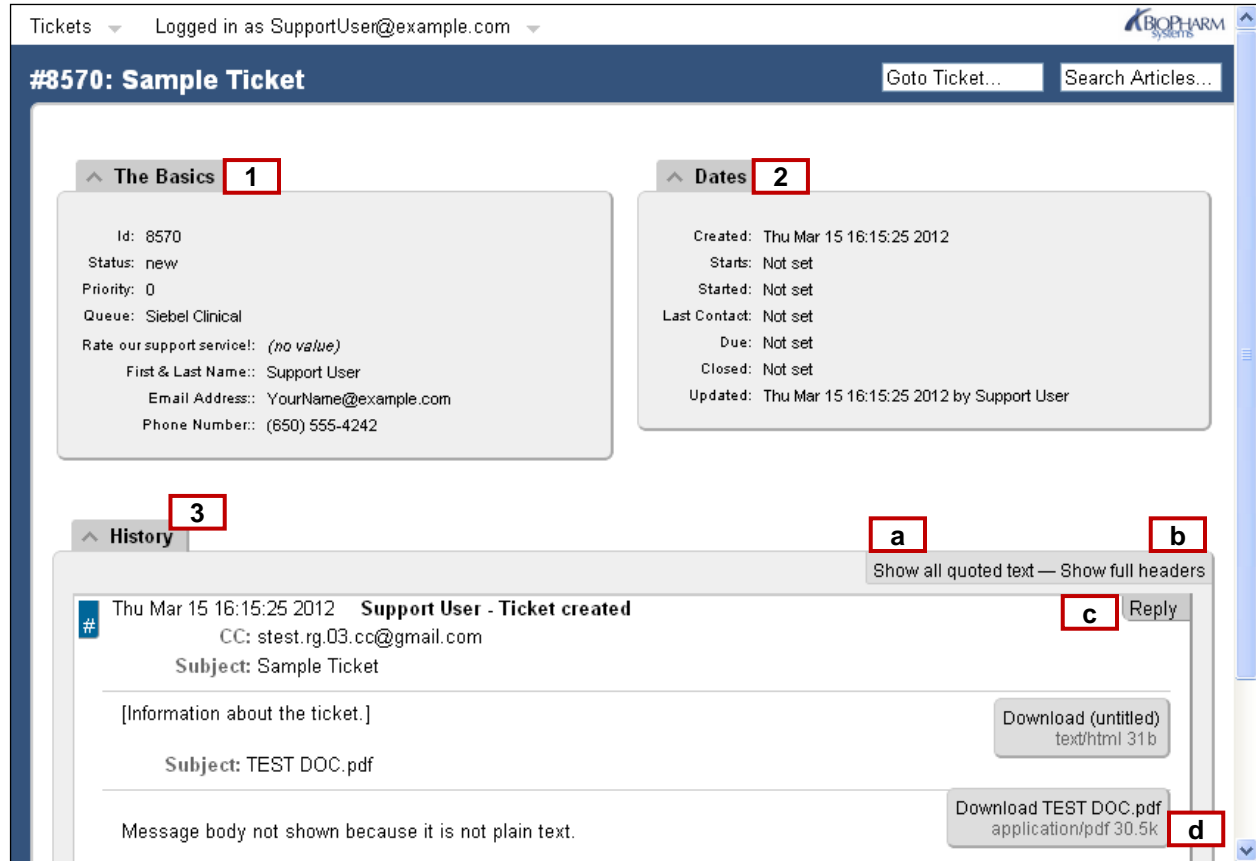 Tickets Logged in as SupportUser@example.com BIOPHARM systems
#8570: Sample Ticket Goto Ticket... Search Articles...
The Basics 1
Id: 8570
Status: new
Priority: 0
Queue: Siebel Clinical
Rate our support service!: (no value)
First & Last Name:: Support User
Email Address:: YourName@example.com
Phone Number:: (650) 555-4242
Dates 2
Created: Thu Mar 15 16:15:25 2012
Starts: Not set
Started: Not set
Last Contact: Not set
Due: Not set
Closed: Not set
Updated: Thu Mar 15 16:15:25 2012 by Support User
3
History
a b
Show all quoted text — Show full headers
# Thu Mar 15 16:15:25 2012 Support User - Ticket created c Reply
CC: stest.rg.03.cc@gmail.com
Subject: Sample Ticket
[Information about the ticket.]
Download (untitled)
text/html 31b
Subject: TEST DOC.pdf
Download TEST DOC.pdf
application/pdf 30.5k d
Message body not shown because it is not plain text.